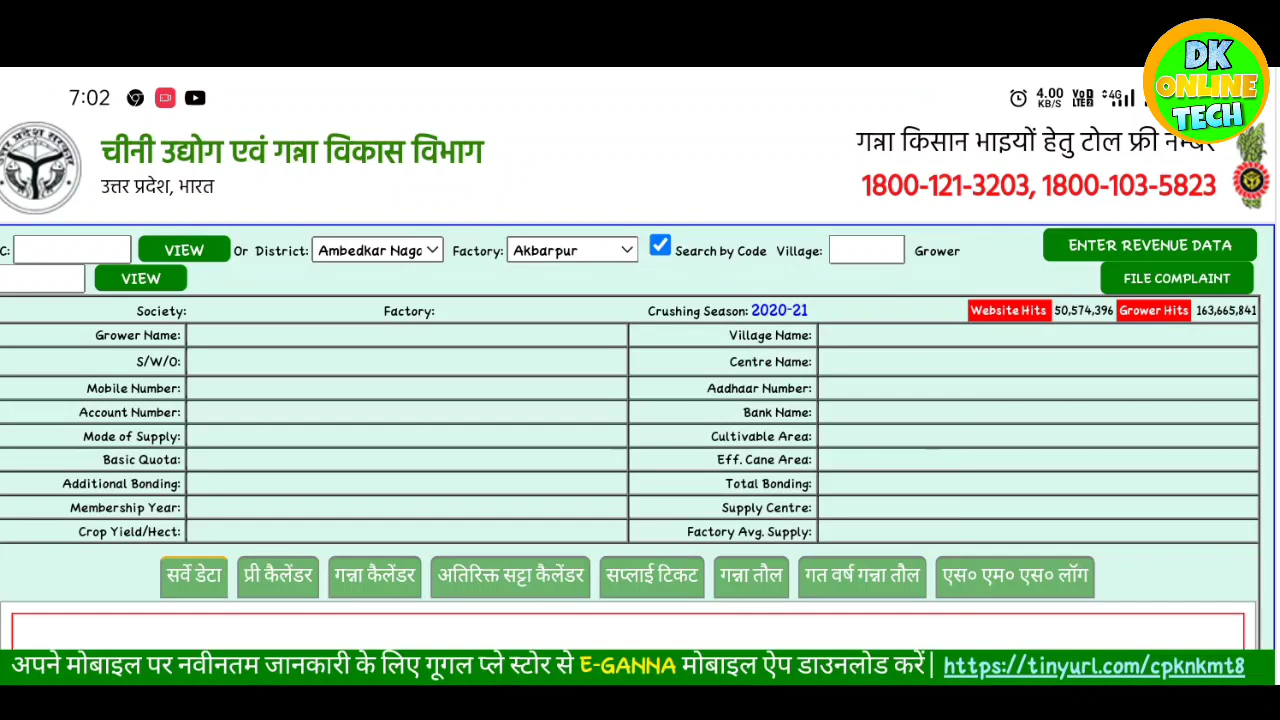 DK
ONLINE
TECH
7:02
4.00
KB/S
VoD
LTE2
4G
चीनी उद्योग एवं गन्ना विकास विभाग
उत्तर प्रदेश, भारत
गन्ना किसान भाइयों हेतु टोल फ्री नम्बर
1800-121-3203, 1800-103-5823
C: VIEW Or District: Ambedkar Naga Factory: Akbarpur Search by Code Village: Grower
ENTER REVENUE DATA
VIEW
FILE COMPLAINT
Society: Factory: Crushing Season: 2020-21 Website Hits 50,574,396 Grower Hits 163,665,841
Grower Name: Village Name:
S/W/O: Centre Name:
Mobile Number: Aadhaar Number:
Account Number: Bank Name:
Mode of Supply: Cultivable Area:
Basic Quota: Eff. Cane Area:
Additional Bonding: Total Bonding:
Membership Year: Supply Centre:
Crop Yield/Hect: Factory Avg. Supply:
सर्वे डेटा प्री कैलेंडर गन्ना कैलेंडर अतिरिक्त सट्टा कैलेंडर सप्लाई टिकट गन्ना तौल गत वर्ष गन्ना तौल एस० एम० एस० लॉग
अपने मोबाइल पर नवीनतम जानकारी के लिए गूगल प्ले स्टोर से E-GANNA मोबाइल ऐप डाउनलोड करें| https://tinyurl.com/cpknkmt8